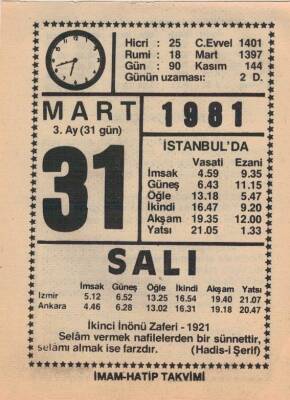 Hicri : 25 C.Evvel 1401
Rumi : 18 Mart 1397
Gün : 90 Kasım 144
Günün uzaması: 2 D.
MART
3. Ay (31 gün)
1981
31
İSTANBUL'DA
Vasati Ezani
İmsak 4.59 9.35
Güneş 6.43 11.15
Öğle 13.18 5.47
İkindi 16.47 9.20
Akşam 19.35 12.00
Yatsı 21.05 1.33
SALI
İmsak Güneş Öğle İkindi Akşam Yatsı
Izmir 5.12 6.52 13.25 16.54 19.40 21.07
Ankara 4.46 6.28 13.02 16.31 19.18 20.47
İkinci İnönü Zaferi - 1921
Selâm vermek nafilelerden bir sünnettir,
selâmı almak ise farzdır. (Hadis-i Şerif)
İMAM-HATİP TAKVİMİ